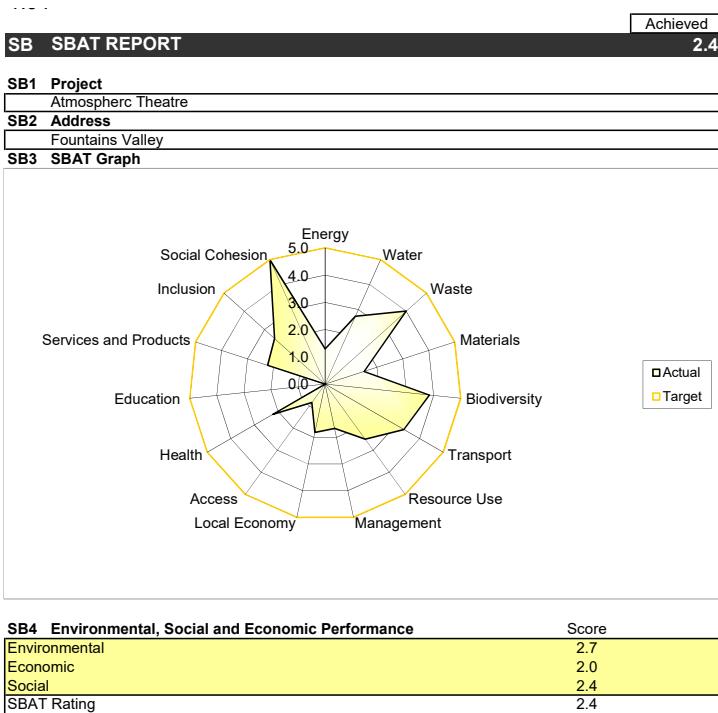 Achieved
SB SBAT REPORT 2.4
SB1 Project
Atmospherc Theatre
SB2 Address
Fountains Valley
SB3 SBAT Graph
Energy
Water
Waste
Materials
Biodiversity
Transport
Resource Use
Management
Local Economy
Access
Health
Education
Services and Products
Inclusion
Social Cohesion
5.0
4.0
3.0
2.0
1.0
0.0
Actual
Target
SB4 Environmental, Social and Economic Performance Score
Environmental 2.7
Economic 2.0
Social 2.4
SBAT Rating 2.4